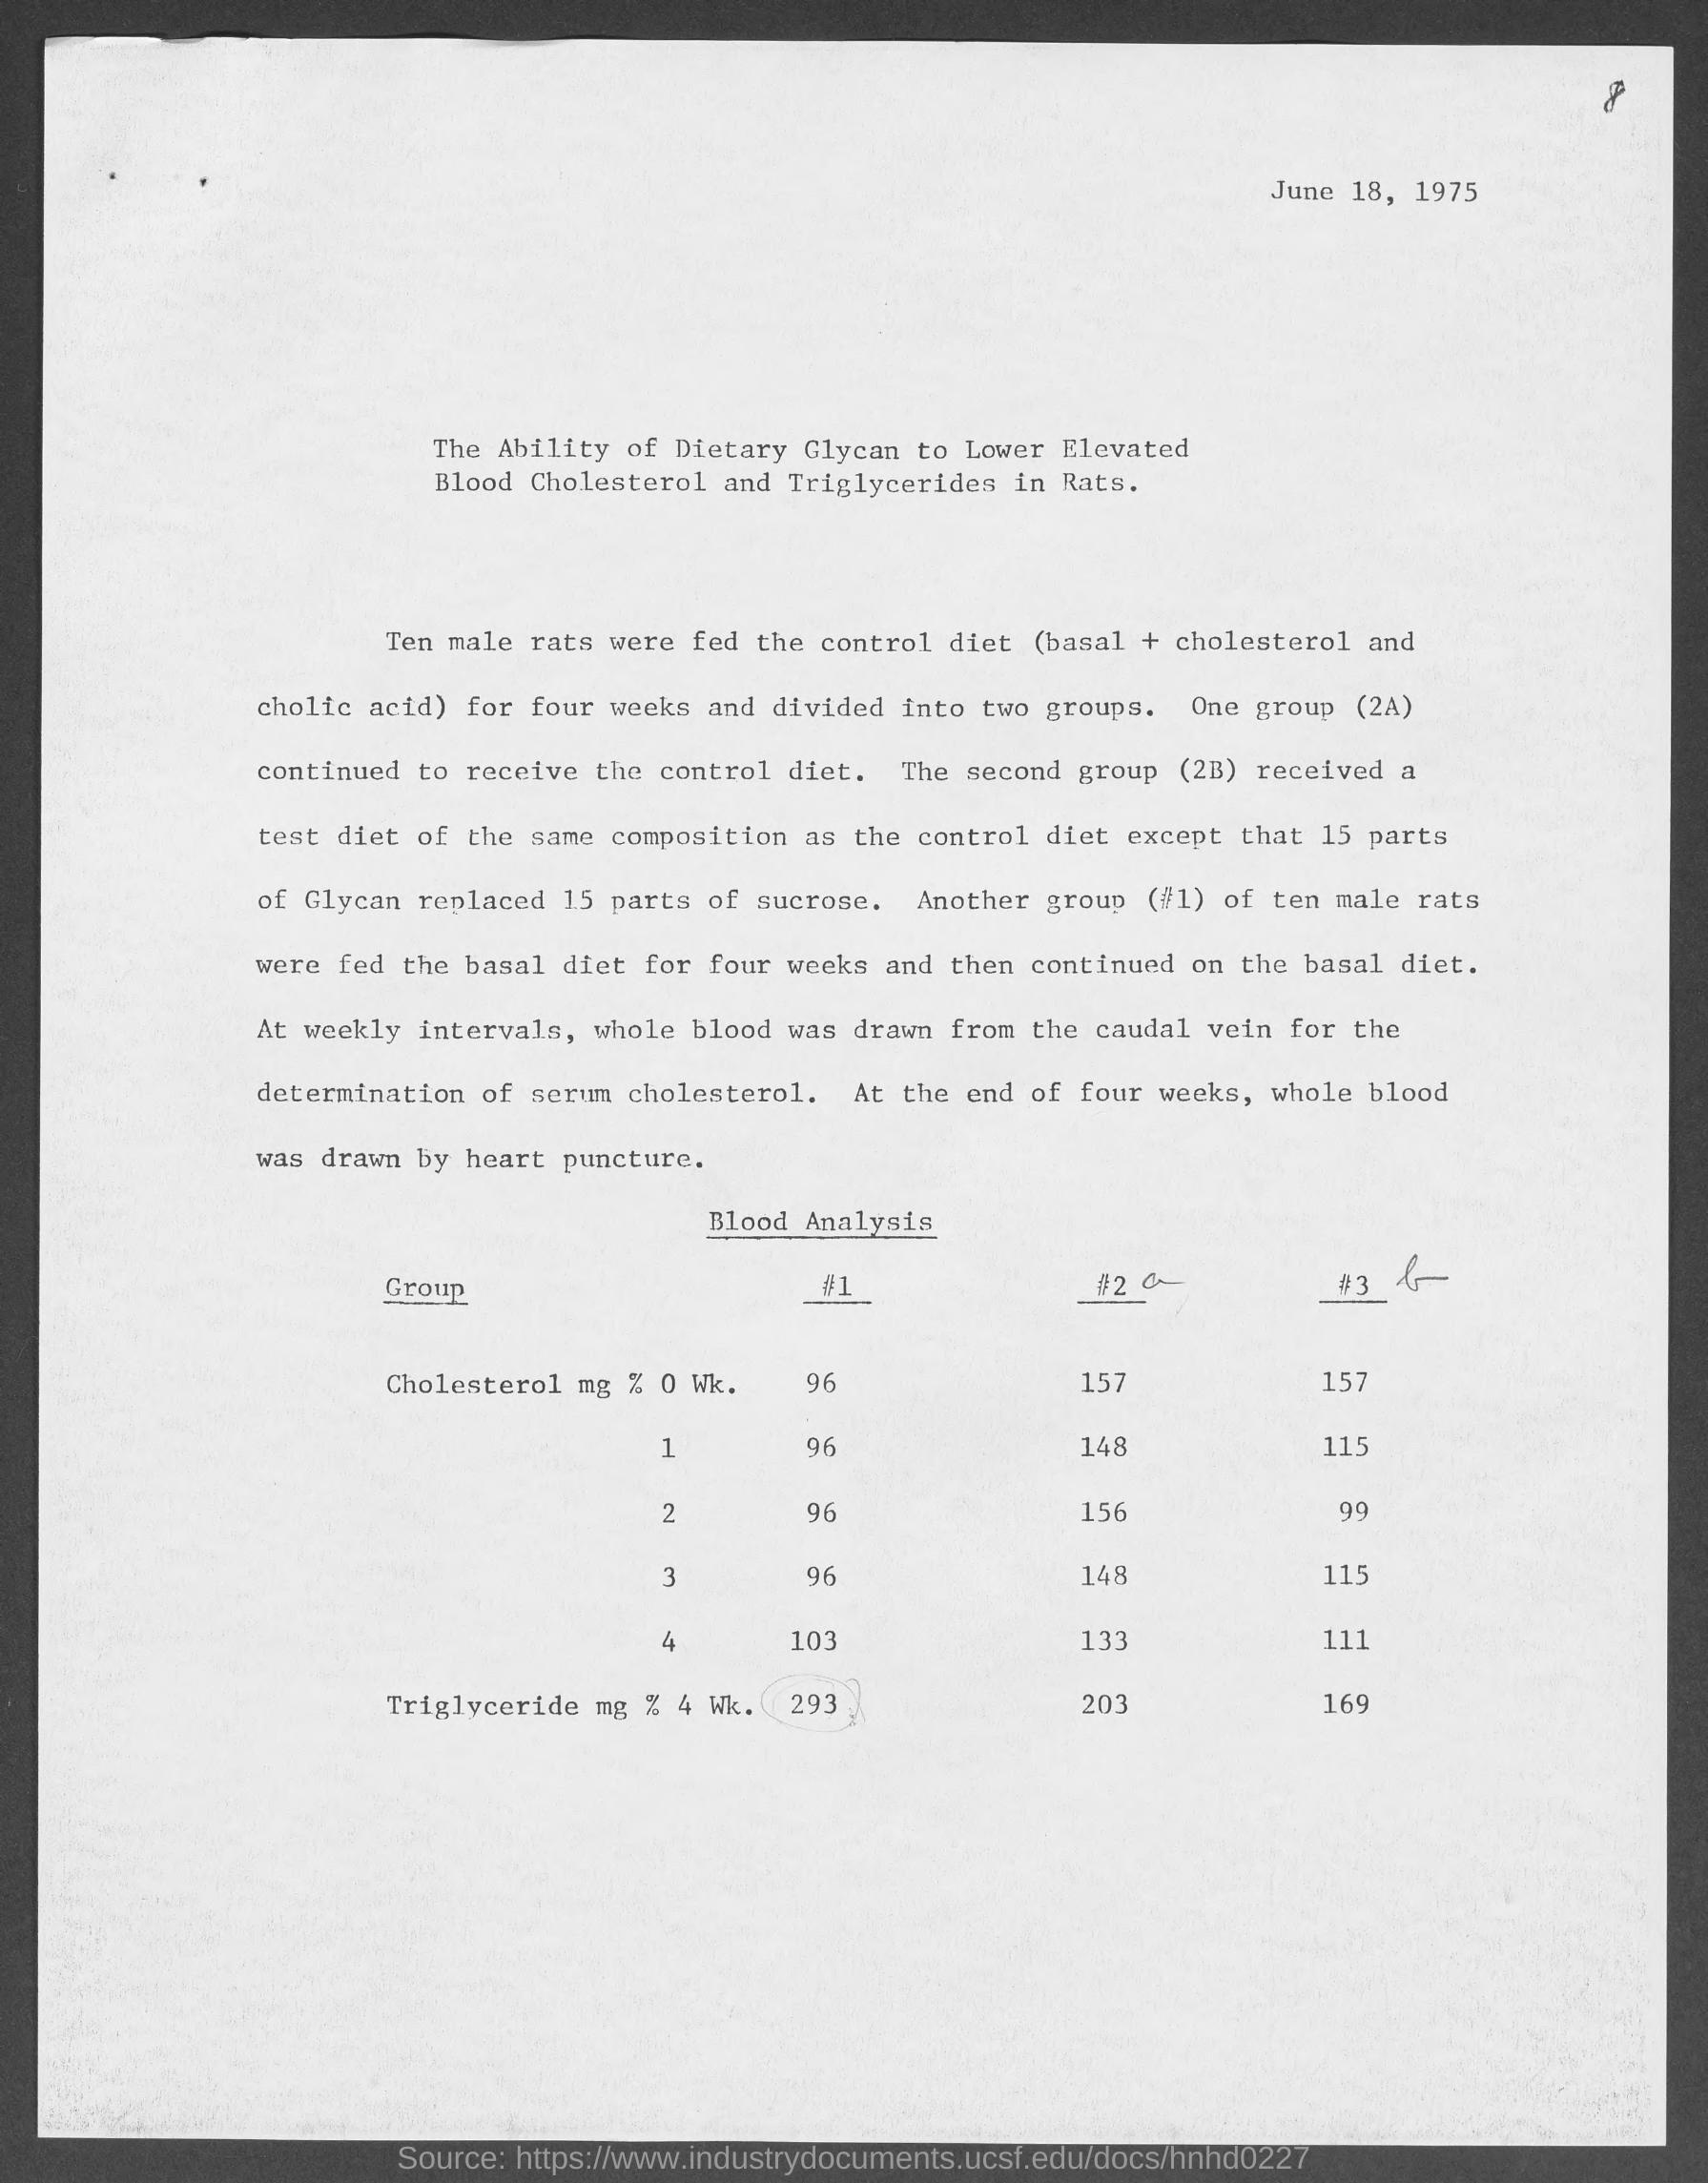 8
June 18, 1975
The Ability of Dietary Glycan to Lower Elevated
Blood Cholesterol and Triglycerides in Rats.
Ten male rats were fed the control diet (basal + cholesterol and
cholic acid) for four weeks and divided into two groups. One group (2A)
continued to receive the control diet. The second group (2B) received a
test diet of the same composition as the control diet except that 15 parts
of Glycan replaced 15 parts of sucrose. Another group (#1) of ten male rats
were fed the basal diet for four weeks and then continued on the basal diet.
At weekly intervals, whole blood was drawn from the caudal vein for the
determination of serum cholesterol. At the end of four weeks, whole blood
was drawn by heart puncture.
Blood Analysis
Group #1 #2 a #3 b
Cholesterol mg % 0 Wk. 96 157 157
1 96 148 115
2 96 156 99
3 96 148 115
4 103 133 111
Triglyceride mg % 4 Wk. 293 203 169
Source: https://www.industrydocuments.ucsf.edu/docs/hnhd0227